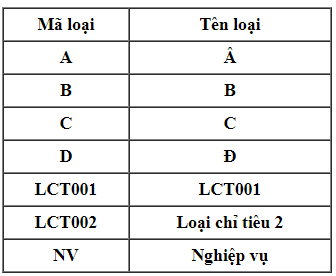 Mã loại Tên loại
A Â
B B
C C
D Đ
LCT001 LCT001
LCT002 Loại chỉ tiêu 2
NV Nghiệp vụ